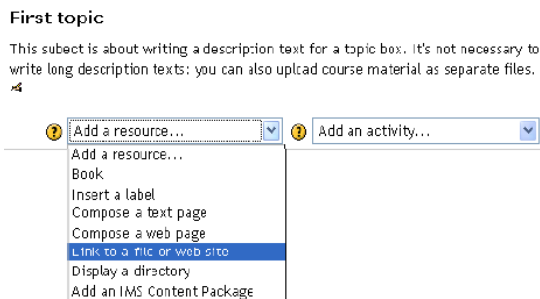 First topic
This subect is about writing a description text for a topic box. It's not necessary to
write long description texts: you can also upload course material as separate files.
Add a resource... Add an activity...
Add a resource...
Book
Insert a label
Compose a text page
Compose a web page
Link to a file or web site
Display a directory
Add an IMS Content Package